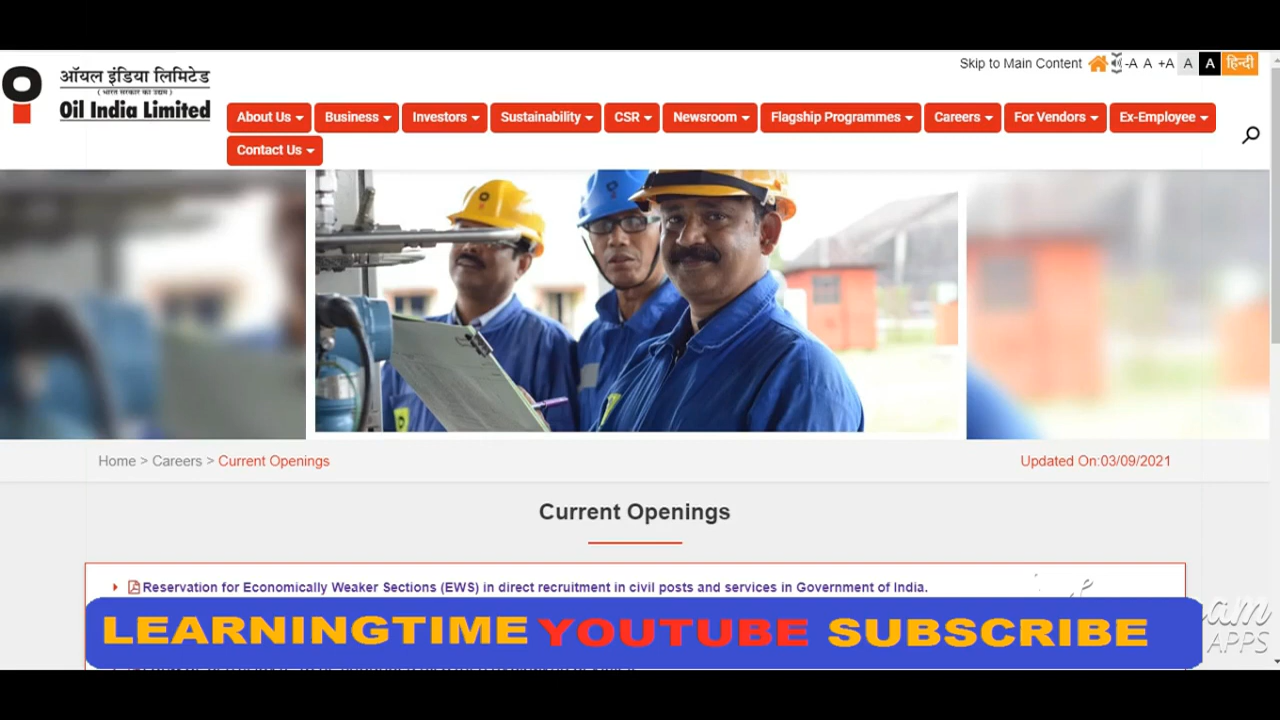 Skip to Main Content -A A +A A A हिन्दी
ऑयल इंडिया लिमिटेड
( भारत सरकार का उद्यम )
Oil India Limited
About Us Business Investors Sustainability CSR Newsroom Flagship Programmes Careers For Vendors Ex-Employee
Contact Us
Home > Careers > Current Openings
Updated On:03/09/2021
Current Openings
Reservation for Economically Weaker Sections (EWS) in direct recruitment in civil posts and services in Government of India.
LEARNINGTIME YOUTUBE SUBSCRIBE
APPS